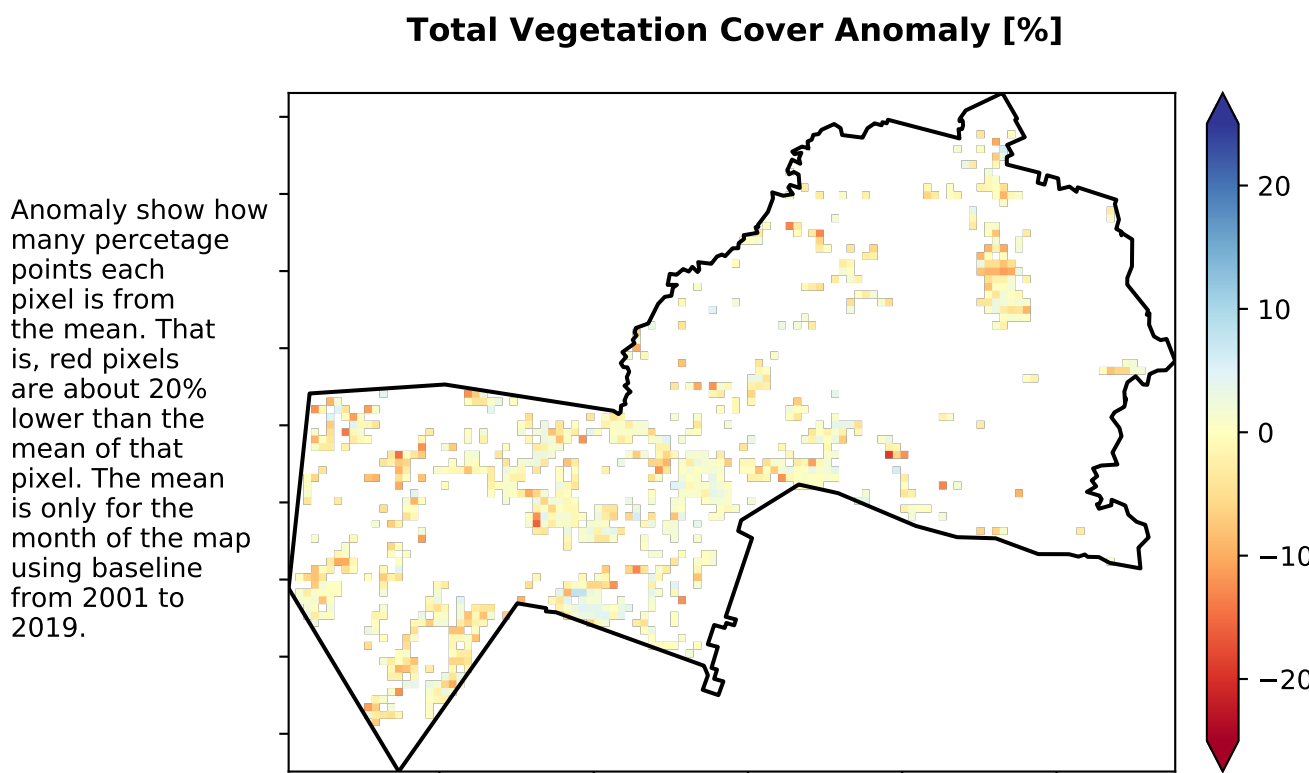 Total Vegetation Cover Anomaly [%]
Anomaly show how
many percetage
points each
pixel is from
the mean. That
is, red pixels
are about 20%
lower than the
mean of that
pixel. The mean
is only for the
month of the map
using baseline
from 2001 to
2019.
20
10
0
−10
−20